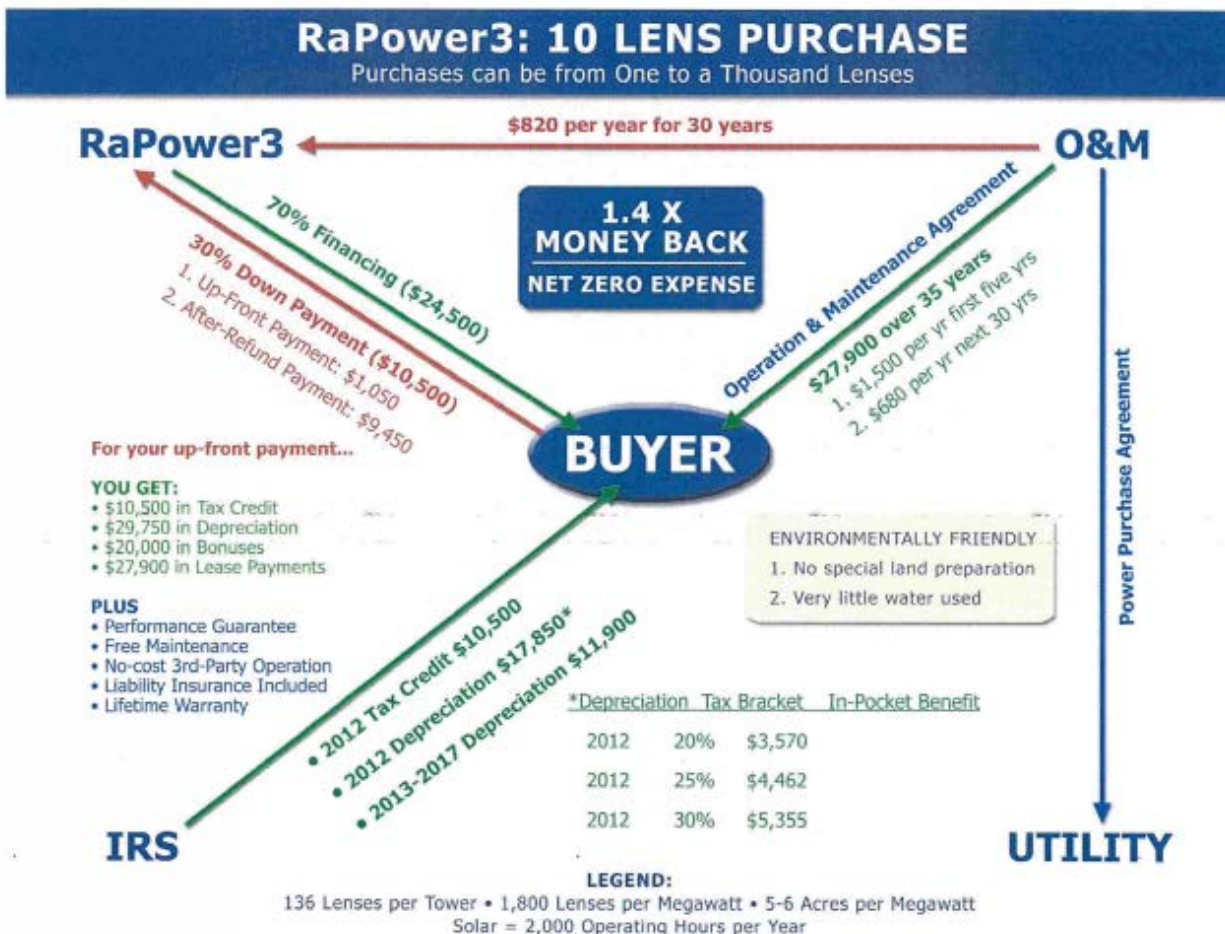 RaPower3: 10 LENS PURCHASE
Purchases can be from One to a Thousand Lenses
$820 per year for 30 years
RaPower3
O&M
70% Financing ($24,500)
30% Down Payment ($10,500)
1. Up-Front Payment: $1,050
2. After-Refund Payment: $9,450
1.4 X
MONEY BACK
NET ZERO EXPENSE
Operation & Maintenance Agreement
$27,900 over 35 years
1. $1,500 per yr first five yrs
2. $680 per yr next 30 yrs
Power Purchase Agreement
BUYER
For your up-front payment...
YOU GET:
• $10,500 in Tax Credit
• $29,750 in Depreciation
• $20,000 in Bonuses
• $27,900 in Lease Payments
PLUS
• Performance Guarantee
• Free Maintenance
• No-cost 3rd-Party Operation
• Liability Insurance Included
• Lifetime Warranty
ENVIRONMENTALLY FRIENDLY
1. No special land preparation
2. Very little water used
• 2012 Tax Credit $10,500
• 2012 Depreciation $17,850*
• 2013-2017 Depreciation $11,900
*Depreciation Tax Bracket In-Pocket Benefit
2012 20% $3,570
2012 25% $4,462
2012 30% $5,355
IRS
UTILITY
LEGEND:
136 Lenses per Tower • 1,800 Lenses per Megawatt • 5-6 Acres per Megawatt
Solar = 2,000 Operating Hours per Year